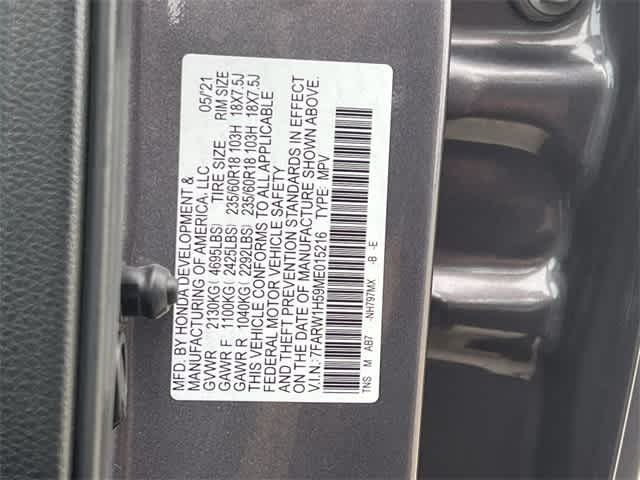 MFD. BY HONDA DEVELOPMENT & 05/21
MANUFACTURING OF AMERICA, LLC
GVWR 2130KG ( 4695LBS) TIRE SIZE RIM SIZE
GAWR F 1100KG ( 2425LBS) 235/60R18 103H 18X7.5J
GAWR R 1040KG ( 2292LBS) 235/60R18 103H 18X7.5J
THIS VEHICLE CONFORMS TO ALL APPLICABLE
FEDERAL MOTOR VEHICLE SAFETY
AND THEFT PREVENTION STANDARDS IN EFFECT
ON THE DATE OF MANUFACTURE SHOWN ABOVE.
V.I.N.: 7FARW1H59ME015216 TYPE: MPV
TNS M AB7 -NH797MX -B -E